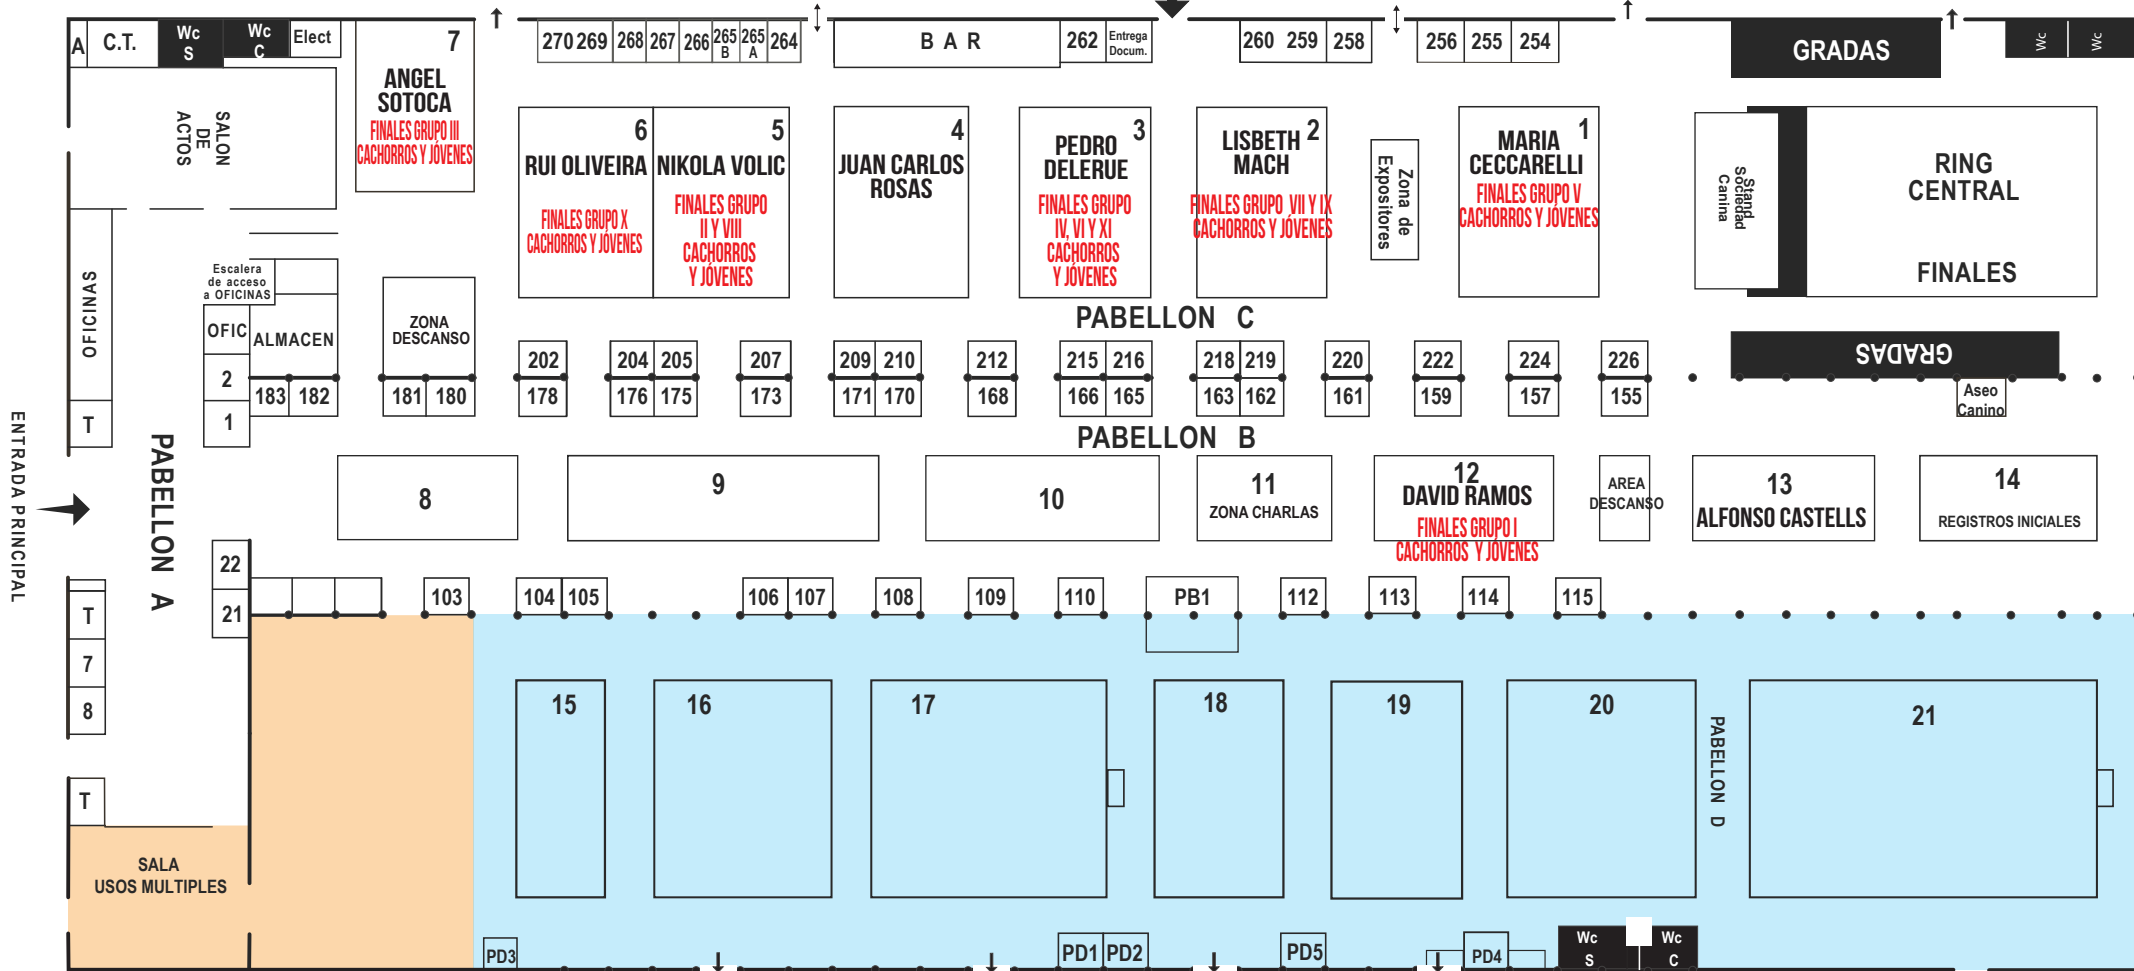 A
C.T.
Wc
S
Wc
C
Elect
7
ANGEL
SOTOCA
FINALES GRUPO III
CACHORROS Y JÓVENES
270
269
268
267
266
265
B
265
A
264
BAR
262
Entrega
Docum.
260
259
258
256
255
254
GRADAS
Wc
Wc
SALON
DE
ACTOS
6
RUI OLIVEIRA
FINALES GRUPO X
CACHORROS Y JÓVENES
5
NIKOLA VOLIC
FINALES GRUPO
II Y VIII
CACHORROS
Y JÓVENES
4
JUAN CARLOS
ROSAS
3
PEDRO
DELERUE
FINALES GRUPO
IV, VI Y XI
CACHORROS
Y JÓVENES
2
LISBETH
MACH
FINALES GRUPO VII Y IX
CACHORROS Y JÓVENES
Zona de
Expositores
1
MARIA
CECCARELLI
FINALES GRUPO V
CACHORROS Y JÓVENES
Stand
Sociedad
Canina
RING
CENTRAL
FINALES
OFICINAS
Escalera
de acceso
a OFICINAS
OFIC
ALMACEN
ZONA
DESCANSO
PABELLON C
GRADAS
2
1
T
202
204
205
207
209
210
212
215
216
218
219
220
222
224
226
183
182
181
180
178
176
175
173
171
170
168
166
165
163
162
161
159
157
155
Aseo
Canino
PABELLON B
ENTRADA PRINCIPAL
PABELLON A
8
9
10
11
ZONA CHARLAS
12
DAVID RAMOS
FINALES GRUPO I
CACHORROS Y JÓVENES
AREA
DESCANSO
13
ALFONSO CASTELLS
14
REGISTROS INICIALES
22
21
103
104
105
106
107
108
109
110
PB1
112
113
114
115
T
7
8
T
15
16
17
18
19
20
PABELLON D
21
SALA
USOS MULTIPLES
PD3
PD1
PD2
PD5
PD4
Wc
S
Wc
C